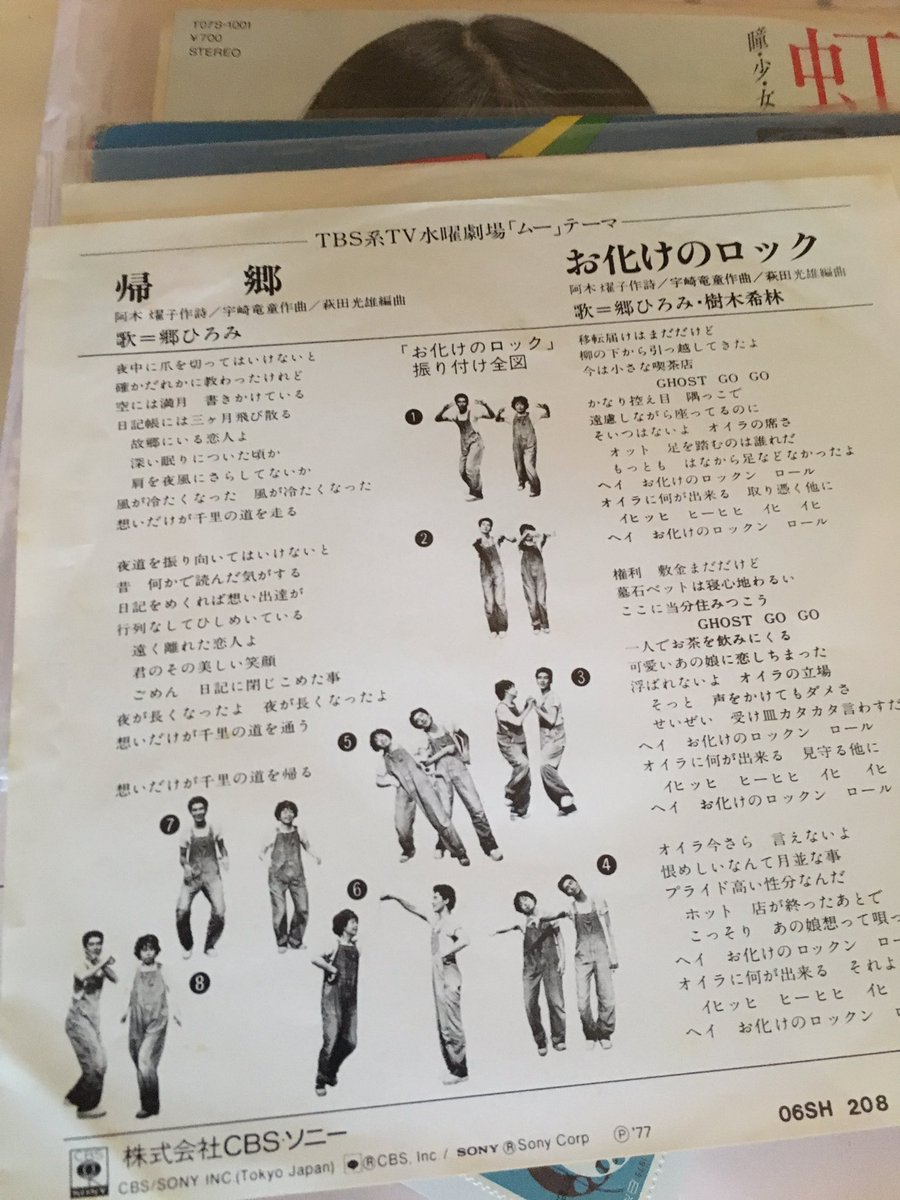 T07S-1001
¥700
STEREO
瞳・少・女
虹
TBS系TV水曜劇場「ムー」テーマ
帰 郷
阿木 燿子作詩/宇崎竜童作曲/萩田光雄編曲
歌=郷ひろみ
夜中に爪を切ってはいけないと
確かだれかに教わったけれど
空には満月 書きかけている
日記帳には三ヶ月飛び散る
故郷にいる恋人よ
深い眠りについた頃か
肩を夜風にさらしてないか
風が冷たくなった 風が冷たくなった
想いだけが千里の道を走る
夜道を振り向いてはいけないと
昔 何かで読んだ気がする
日記をめくれば想い出達が
行列なしてひしめいている
遠く離れた恋人よ
君のその美しい笑顔
ごめん 日記に閉じこめた事
夜が長くなったよ 夜が長くなったよ
想いだけが千里の道を通う
想いだけが千里の道を帰る
「お化けのロック」
振り付け全図
1
2
3
5
7
4
6
8
お化けのロック
阿木 燿子作詩/宇崎竜童作曲/萩田光雄編曲
歌=郷ひろみ・樹木希林
移転届けはまだだけど
柳の下から引っ越してきたよ
今は小さな喫茶店
GHOST GO GO
かなり控え目 隅っこで
遠慮しながら座ってるのに
そいつはないよ オイラの席さ
オット 足を踏むのは誰れだ
もっとも はなから足などなかったよ
ヘイ お化けのロックン ロール
オイラに何が出来る 取り憑く他に
イヒッヒ ヒーヒヒ イヒ イヒ
ヘイ お化けのロックン ロール
権利 敷金まだだけど
墓石ベットは寝心地わるい
ここに当分住みつこう
GHOST GO GO
一人でお茶を飲みにくる
可愛いあの娘に恋しちまった
浮ばれないよ オイラの立場
そっと 声をかけてもダメさ
せいぜい 受け皿カタカタ言わすだ
ヘイ お化けのロックン ロール
オイラに何が出来る 見守る他に
イヒッヒ ヒーヒヒ イヒ イヒ
ヘイ お化けのロックン ロール
オイラ今さら 言えないよ
恨めしいなんて月並な事
プライド高い性分なんだ
ホット 店が終ったあとで
こっそり あの娘想って唄っ
ヘイ お化けのロックン ロー
オイラに何が出来る それよ
イヒッヒ ヒーヒヒ イヒ
ヘイ お化けのロックン
06SH 208
CBS
株式会社CBS・ソニー
CBS/SONY INC.(Tokyo Japan) ®CBS, Inc / SONY ®Sony Corp ℗'77